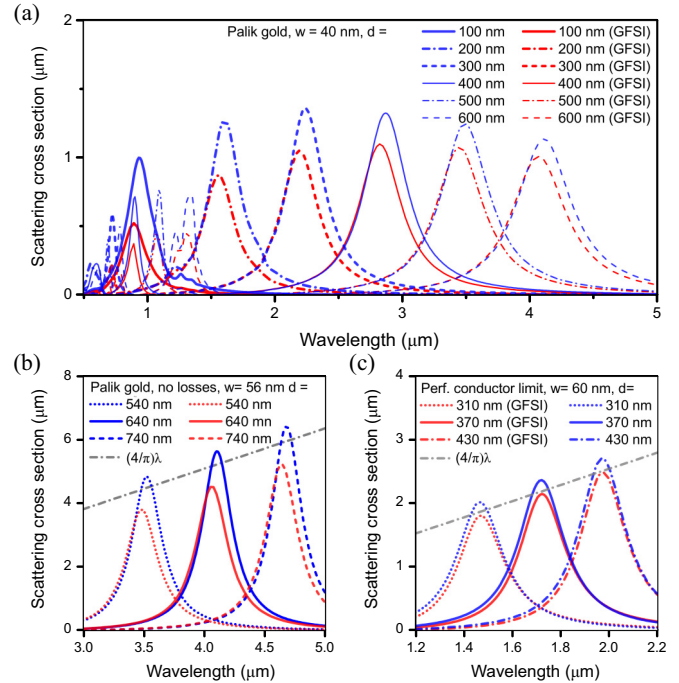 (a)
Palik gold, w = 40 nm, d =
100 nm 100 nm (GFSI)
200 nm 200 nm (GFSI)
300 nm 300 nm (GFSI)
400 nm 400 nm (GFSI)
500 nm 500 nm (GFSI)
600 nm 600 nm (GFSI)
Scattering cross section (μm)
2
1
0
1 2 3 4 5
Wavelength (μm)
(b)
Palik gold, no losses, w= 56 nm d =
540 nm 540 nm
640 nm 640 nm
740 nm 740 nm
(4/π)λ
Scattering cross section (μm)
8
6
4
2
0
3.0 3.5 4.0 4.5 5.0
Wavelength (μm)
(c)
Perf. conductor limit, w= 60 nm, d=
310 nm (GFSI) 310 nm
370 nm (GFSI) 370 nm
430 nm (GFSI) 430 nm
(4/π)λ
Scattering cross section (μm)
4
3
2
1
0
1.2 1.4 1.6 1.8 2.0 2.2
Wavelength (μm)